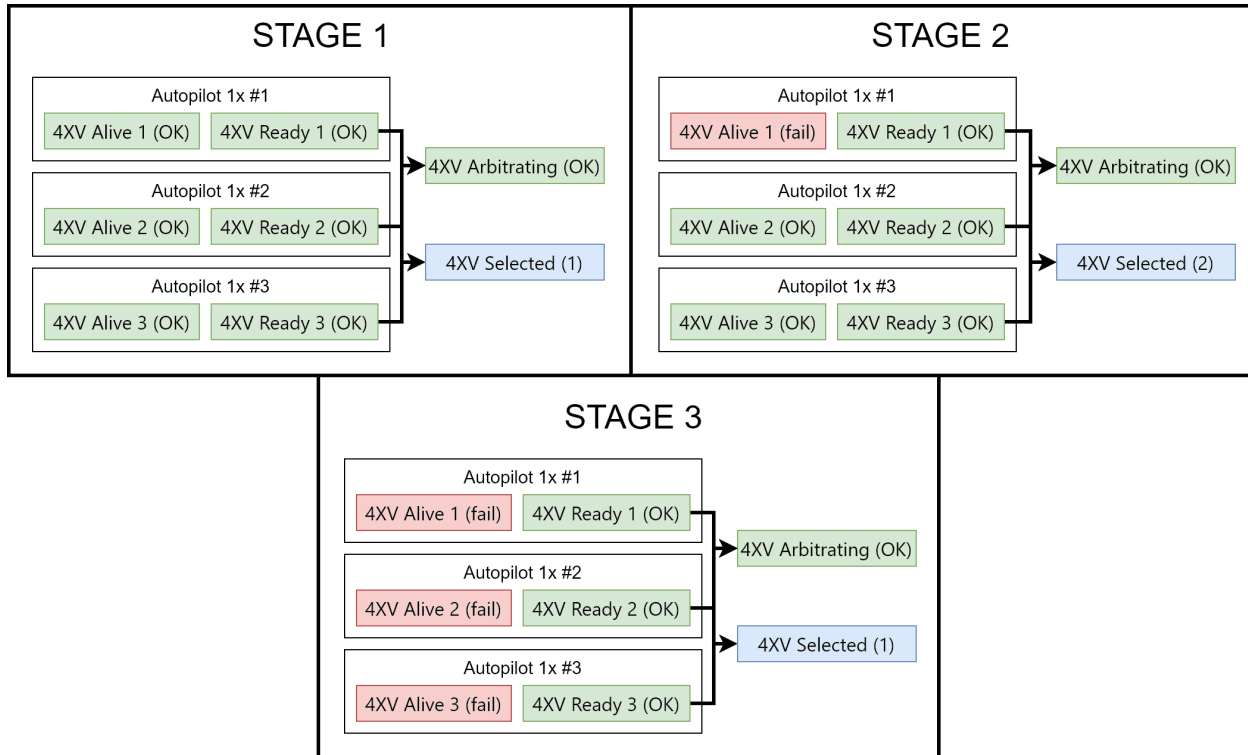 STAGE 1
Autopilot 1x #1
4XV Alive 1 (OK)
4XV Ready 1 (OK)
Autopilot 1x #2
4XV Alive 2 (OK)
4XV Ready 2 (OK)
Autopilot 1x #3
4XV Alive 3 (OK)
4XV Ready 3 (OK)
4XV Arbitrating (OK)
4XV Selected (1)
STAGE 2
Autopilot 1x #1
4XV Alive 1 (fail)
4XV Ready 1 (OK)
Autopilot 1x #2
4XV Alive 2 (OK)
4XV Ready 2 (OK)
Autopilot 1x #3
4XV Alive 3 (OK)
4XV Ready 3 (OK)
4XV Arbitrating (OK)
4XV Selected (2)
STAGE 3
Autopilot 1x #1
4XV Alive 1 (fail)
4XV Ready 1 (OK)
Autopilot 1x #2
4XV Alive 2 (fail)
4XV Ready 2 (OK)
Autopilot 1x #3
4XV Alive 3 (fail)
4XV Ready 3 (OK)
4XV Arbitrating (OK)
4XV Selected (1)